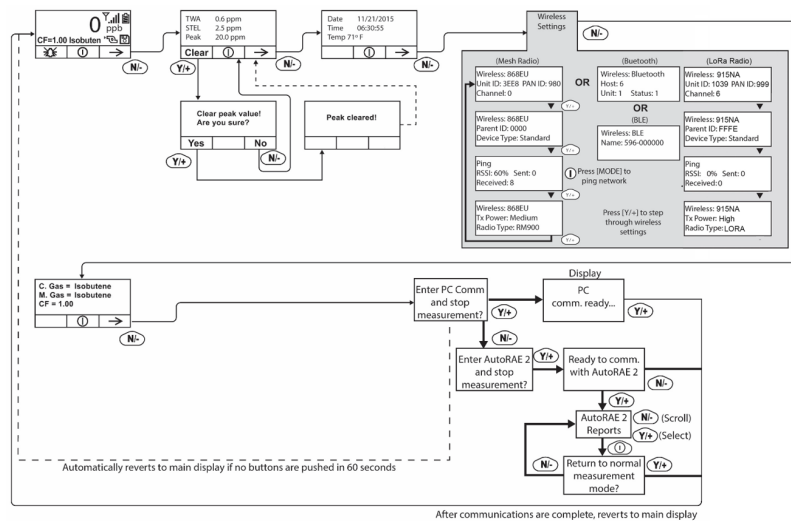 0 ppb
CF=1.00 Isobuten
N/-
TWA 0.6 ppm
STEL 2.5 ppm
Peak 20.0 ppm
Clear
Y/+
N/-
Date 11/21/2015
Time 06:30:55
Temp 71° F
N/-
Wireless
Settings
N/-
Clear peak value!
Are you sure?
Yes No
Y/+
N/-
Peak cleared!
(Mesh Radio)
Wireless: 868EU
Unit ID: 3EE8 PAN ID: 980
Channel: 0
Y/+
Wireless: 868EU
Parent ID: 0000
Device Type: Standard
Y/+
Ping
RSSI: 60% Sent: 0
Received: 8
Y/+
Wireless: 868EU
Tx Power: Medium
Radio Type: RM900
Y/+
OR
(Buetooth)
Wireless: Bluetooth
Host: 6
Unit: 1 Status: 1
OR
(BLE)
Wireless: BLE
Name: 596-000000
Press [MODE] to
ping network
Press [Y/+] to step
through wireless
settings
OR
(LoRa Radio)
Wireless: 915NA
Unit ID: 1039 PAN ID:999
Channel: 6
Wireless: 915NA
Parent ID: FFFE
Device Type: Standard
Ping
RSSI: 0% Sent: 0
Received:0
Wireless: 915NA
Tx Power: High
Radio Type: LORA
C. Gas = Isobutene
M. Gas = Isobutene
CF = 1.00
N/-
Enter PC Comm
and stop
measurement?
Y/+
N/-
Display
PC
comm. ready...
Y/+
Enter AutoRAE 2
and stop
measurement?
Y/+
Ready to comm.
with AutoRAE 2
N/-
Y/+
AutoRAE 2
Reports
N/- (Scroll)
Y/+ (Select)
Return to normal
measurement
mode?
N/-
Y/+
Automatically reverts to main display if no buttons are pushed in 60 seconds
After communications are complete, reverts to main display